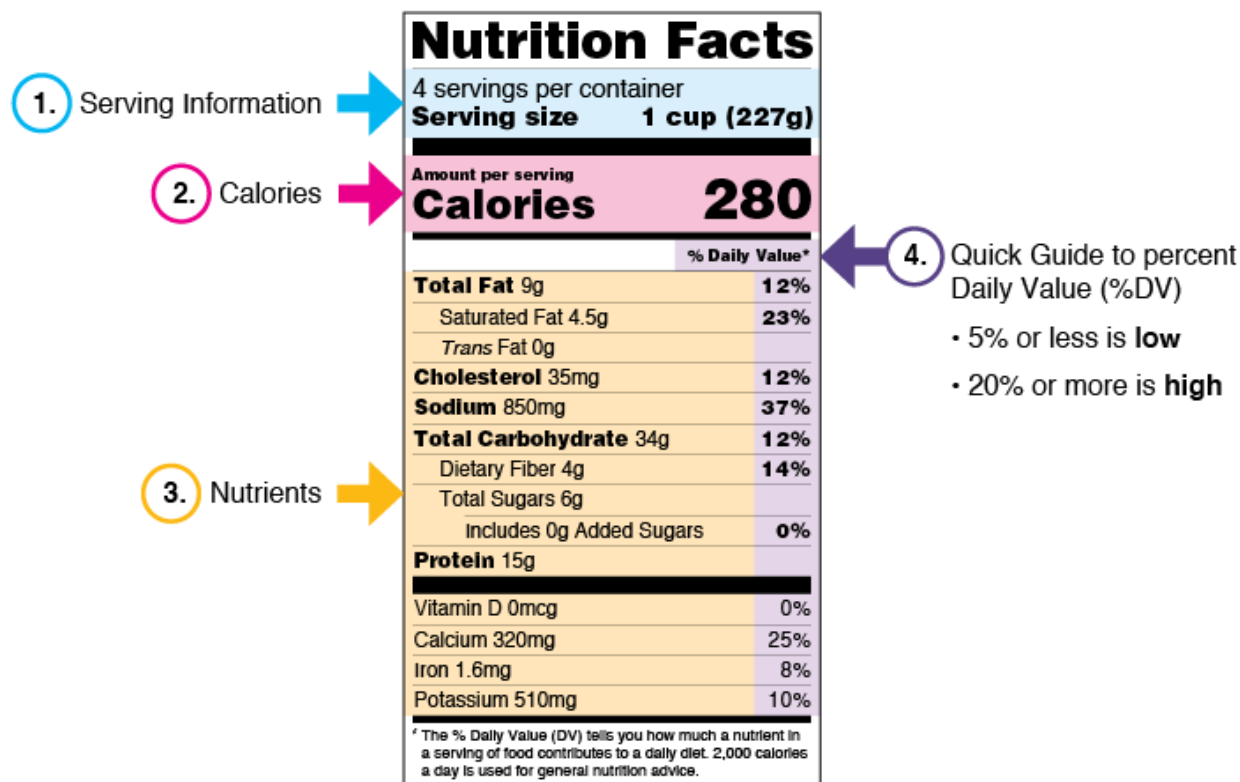 Nutrition Facts
4 servings per container
Serving size 1 cup (227g)
1. Serving Information
Amount per serving
Calories 280
2. Calories
% Daily Value*
4. Quick Guide to percent
Daily Value (%DV)
• 5% or less is low
• 20% or more is high
Total Fat 9g 12%
Saturated Fat 4.5g 23%
Trans Fat 0g
Cholesterol 35mg 12%
Sodium 850mg 37%
Total Carbohydrate 34g 12%
Dietary Fiber 4g 14%
3. Nutrients
Total Sugars 6g
Includes 0g Added Sugars 0%
Protein 15g
Vitamin D 0mcg 0%
Calcium 320mg 25%
Iron 1.6mg 8%
Potassium 510mg 10%
* The % Daily Value (DV) tells you how much a nutrient in
a serving of food contributes to a daily diet. 2,000 calories
a day is used for general nutrition advice.